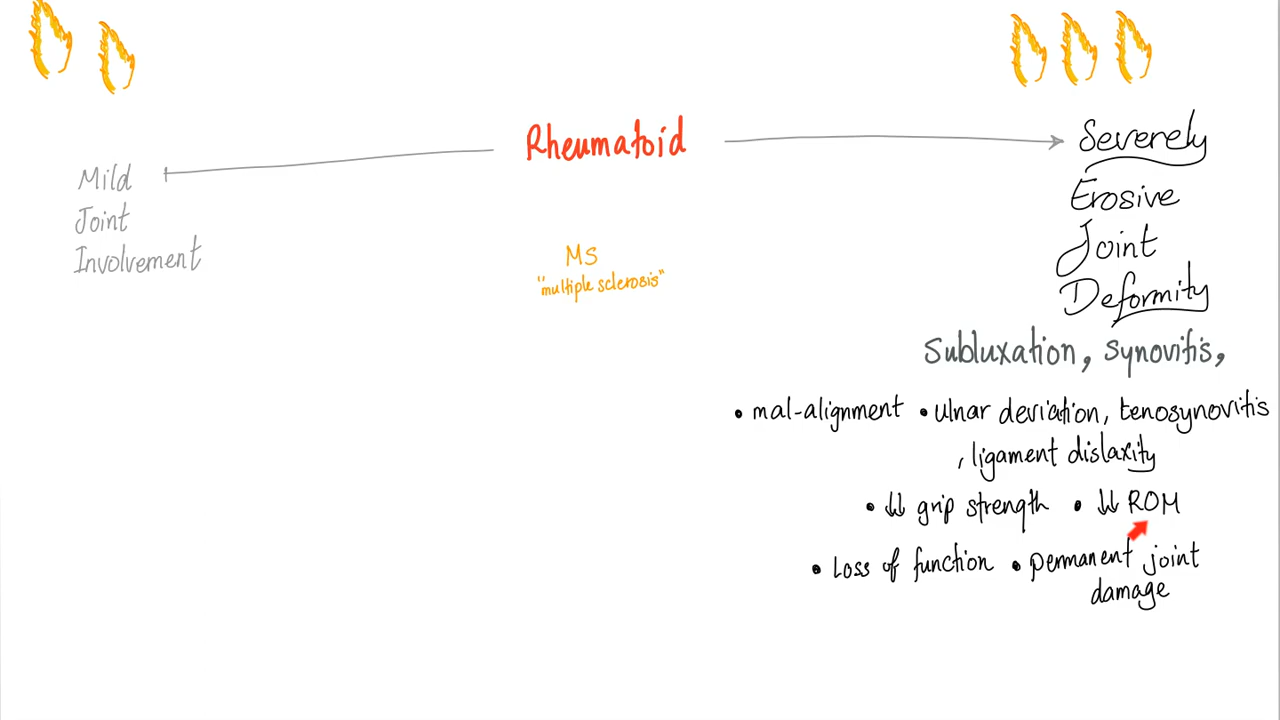 Rheumatoid
Mild
Joint
Involvement
MS
"multiple sclerosis"
Severely
Erosive
Joint
Deformity
Subluxation, synovitis,
• mal-alignment • ulnar deviation, tenosynovitis
, ligament dislaxity
• ↓↓ grip strength • ↓↓ ROM
• Loss of function • permanent joint
damage